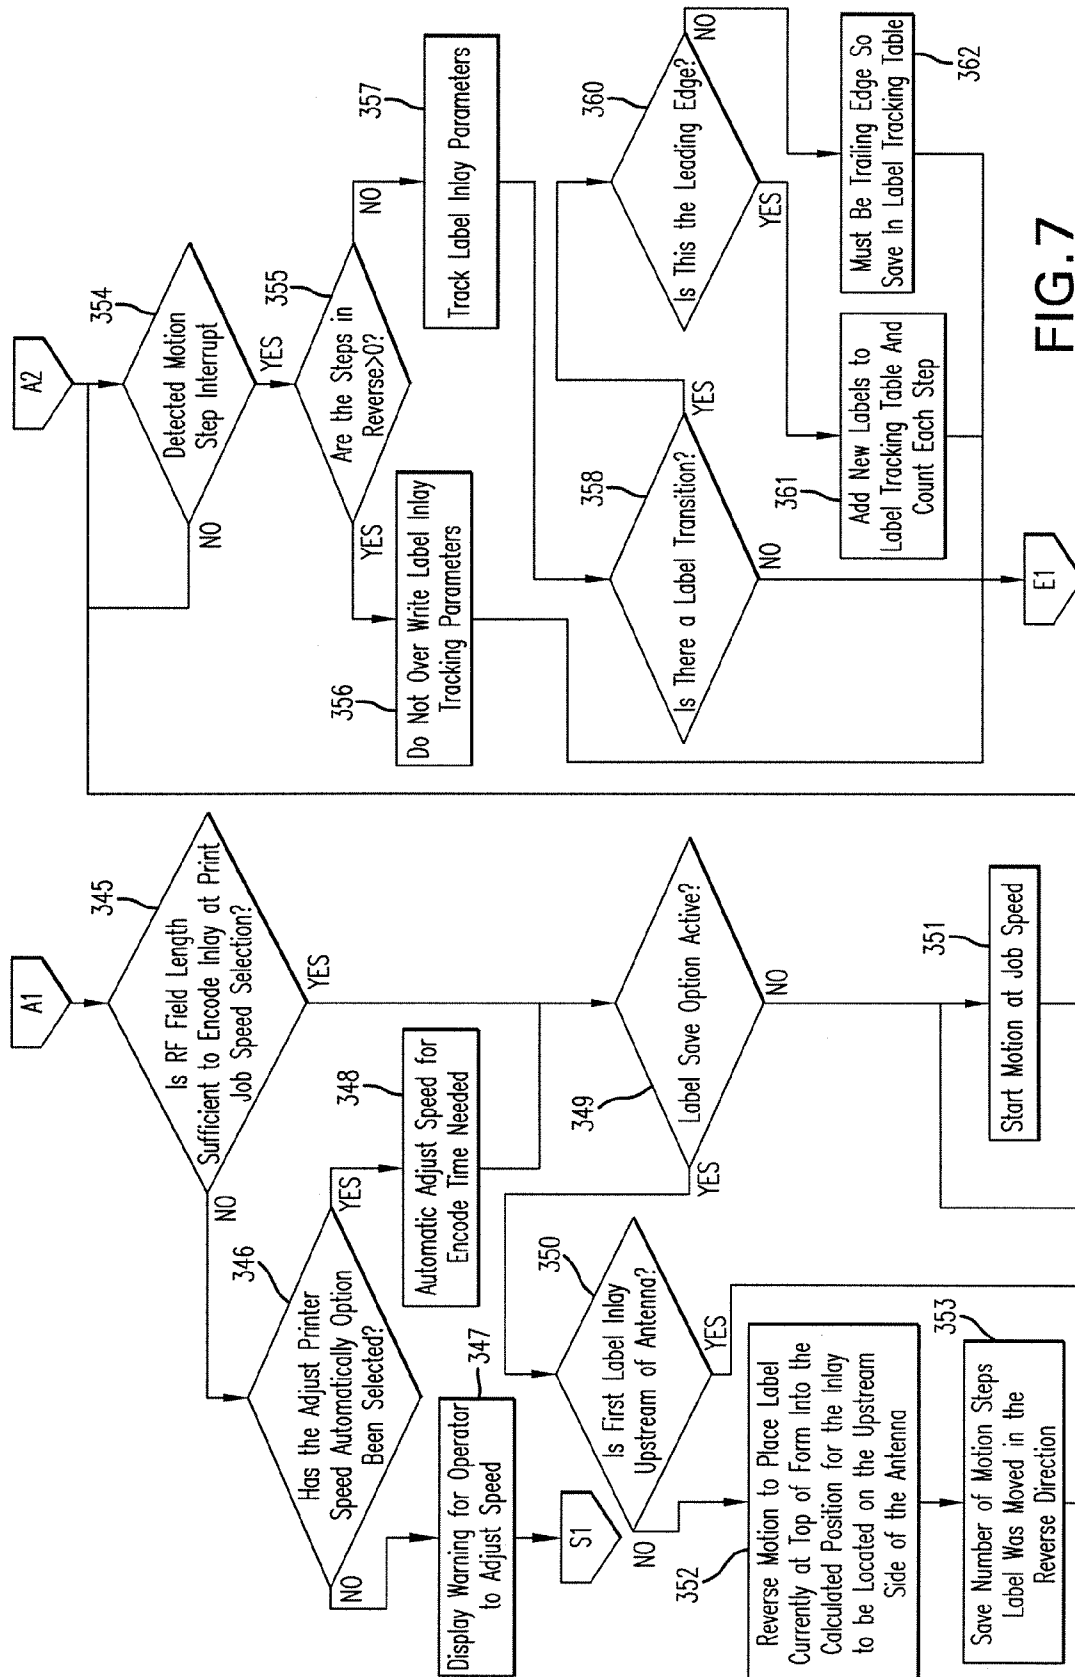 A1
345
Is RF Field Length
Sufficient to Encode Inlay at Print
Job Speed Selection?
NO
YES
346
Has the Adjust Printer
Speed Automatically Option
Been Selected?
YES
NO
348
Automatic Adjust Speed for
Encode Time Needed
347
Display Warning for Operator
to Adjust Speed
S1
349
Label Save Option Active?
YES
NO
350
Is First Label Inlay
Upstream of Antenna?
YES
NO
351
Start Motion at Job Speed
352
Reverse Motion to Place Label
Currently at Top of Form Into the
Calculated Position for the Inlay
to be Located on the Upstream
Side of the Antenna
353
Save Number of Motion Steps
Label Was Moved in the
Reverse Direction
A2
354
Detected Motion
Step Interrupt
NO
YES
355
Are the Steps in
Reverse>0?
YES
NO
356
Do Not Over Write Label Inlay
Tracking Parameters
357
Track Label Inlay Parameters
358
Is There a Label Transition?
YES
NO
360
Is This the Leading Edge?
NO
YES
361
Add New Labels to
Label Tracking Table And
Count Each Step
362
Must Be Trailing Edge So
Save In Label Tracking Table
E1
FIG.7